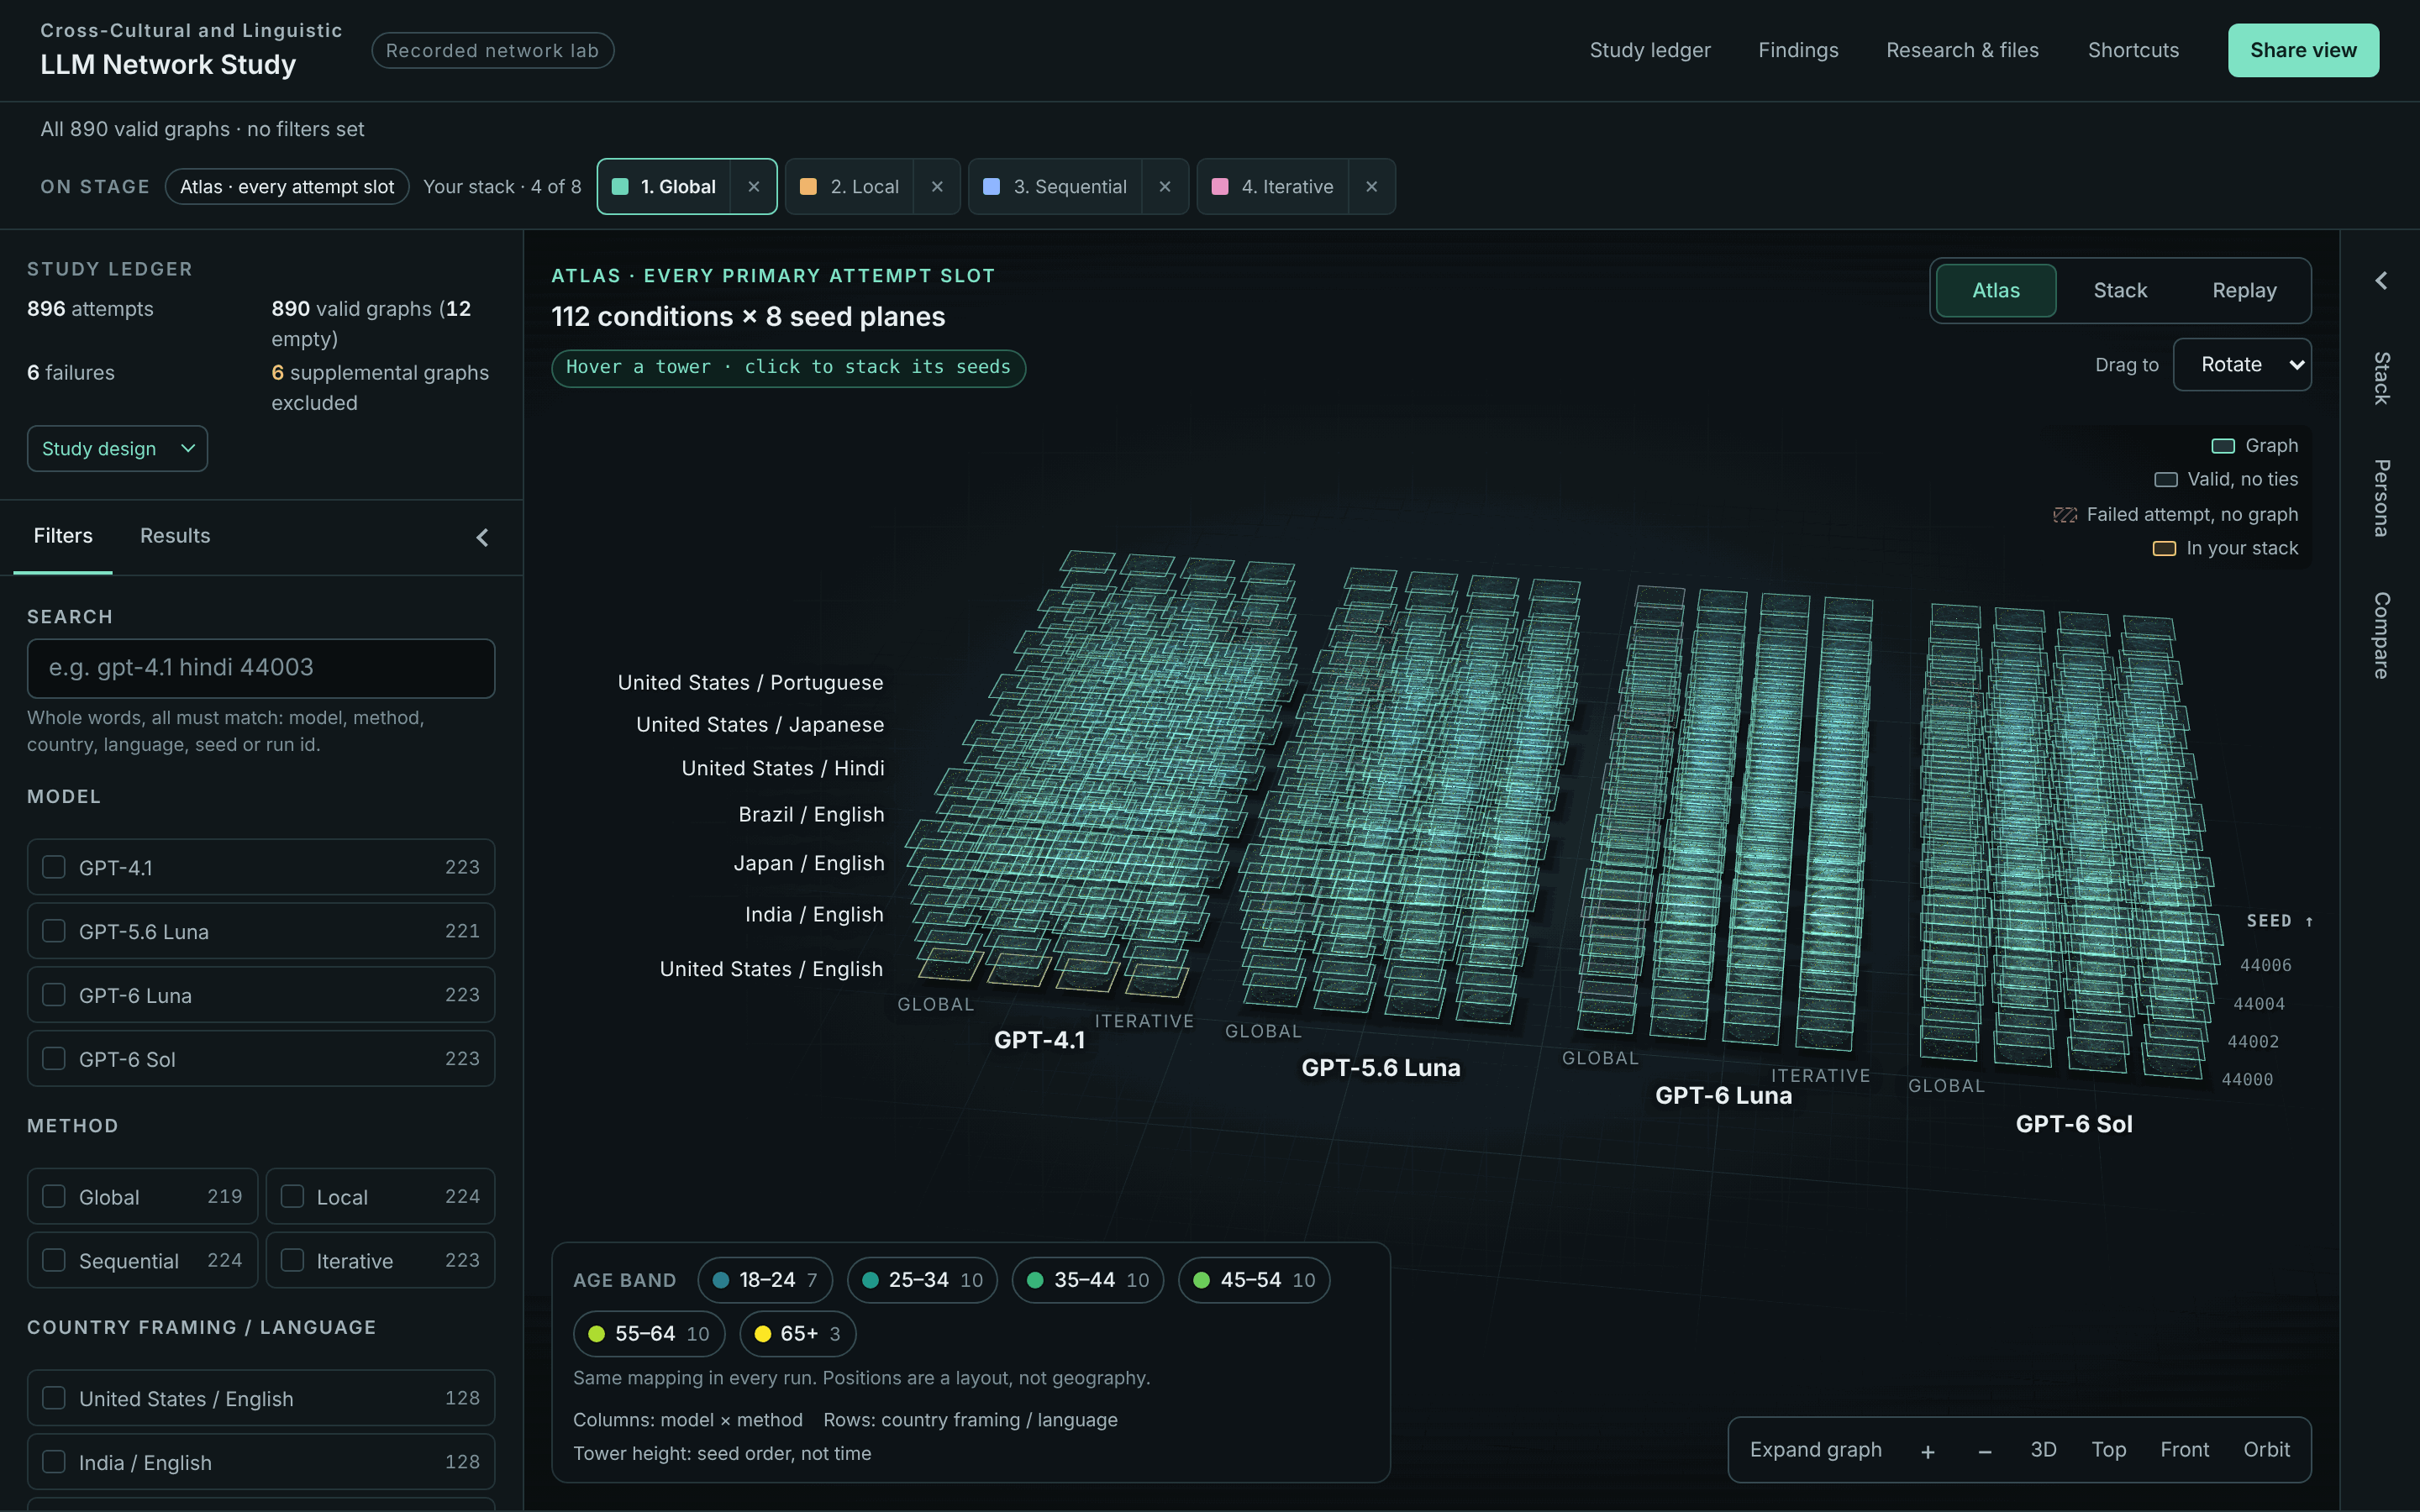 Cross-Cultural and Linguistic
LLM Network Study
Recorded network lab
Study ledger
Findings
Research & files
Shortcuts
Share view
All 890 valid graphs · no filters set
ON STAGE
Atlas · every attempt slot
Your stack · 4 of 8
1. Global ×
2. Local ×
3. Sequential ×
4. Iterative ×
STUDY LEDGER
896 attempts
890 valid graphs (12
empty)
6 failures
6 supplemental graphs
excluded
Study design
Filters
Results
SEARCH
e.g. gpt-4.1 hindi 44003
Whole words, all must match: model, method,
country, language, seed or run id.
MODEL
GPT-4.1 223
GPT-5.6 Luna 221
GPT-6 Luna 223
GPT-6 Sol 223
METHOD
Global 219
Local 224
Sequential 224
Iterative 223
COUNTRY FRAMING / LANGUAGE
United States / English 128
India / English 128
ATLAS · EVERY PRIMARY ATTEMPT SLOT
112 conditions × 8 seed planes
Hover a tower · click to stack its seeds
Atlas
Stack
Replay
Drag to
Rotate
Graph
Valid, no ties
Failed attempt, no graph
In your stack
United States / Portuguese
United States / Japanese
United States / Hindi
Brazil / English
Japan / English
India / English
United States / English
GLOBAL
ITERATIVE
GPT-4.1
GLOBAL
GPT-5.6 Luna
GLOBAL
ITERATIVE
GPT-6 Luna
GLOBAL
GPT-6 Sol
SEED ↑
44006
44004
44002
44000
AGE BAND
18–24 7
25–34 10
35–44 10
45–54 10
55–64 10
65+ 3
Same mapping in every run. Positions are a layout, not geography.
Columns: model × method
Rows: country framing / language
Tower height: seed order, not time
Expand graph
+
−
3D
Top
Front
Orbit
Stack
Persona
Compare